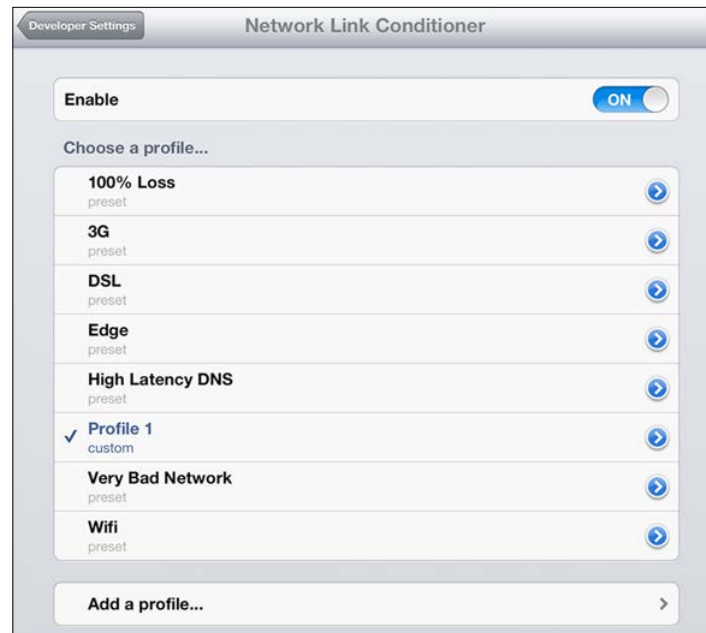 Developer Settings
Network Link Conditioner
Enable
ON
Choose a profile...
100% Loss
preset
3G
preset
DSL
preset
Edge
preset
High Latency DNS
preset
Profile 1
custom
Very Bad Network
preset
Wifi
preset
Add a profile...